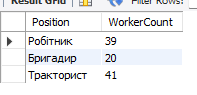 Result Grid Filter Rows:
Position WorkerCount
Робітник 39
Бригадир 20
Тракторист 41